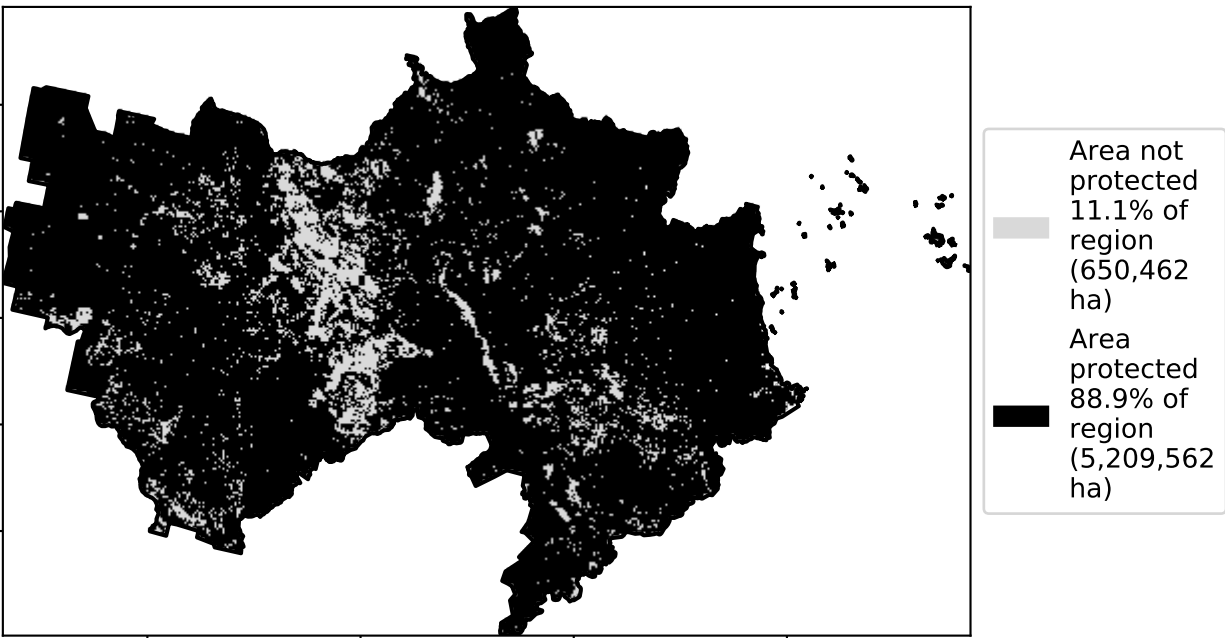 Area not
protected
11.1% of
region
(650,462
ha)
Area
protected
88.9% of
region
(5,209,562
ha)